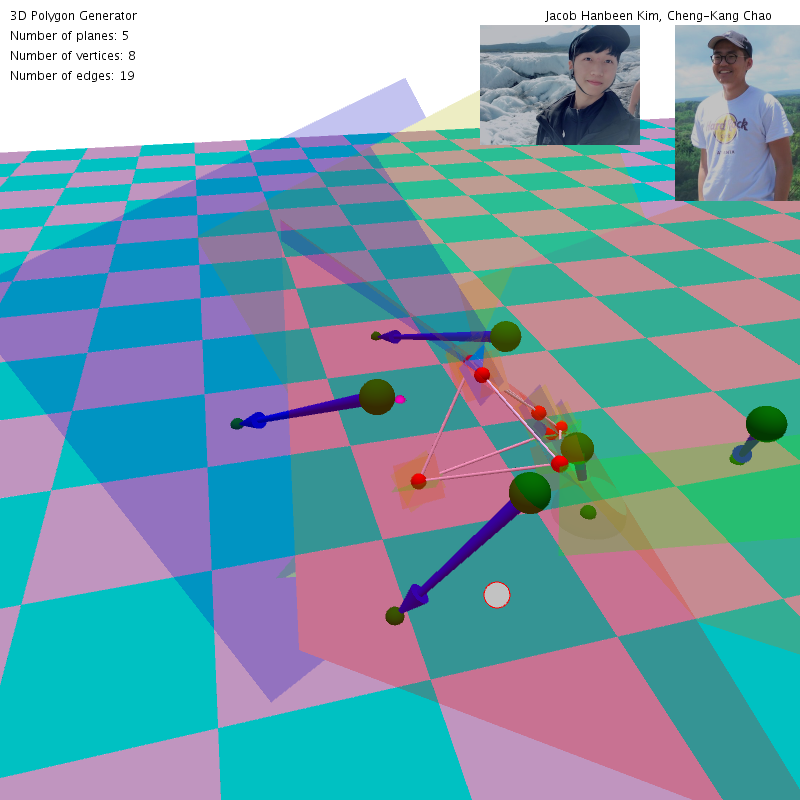 3D Polygon Generator
Jacob Hanbeen Kim, Cheng-Kang Chao
Number of planes: 5
Number of vertices: 8
Number of edges: 19